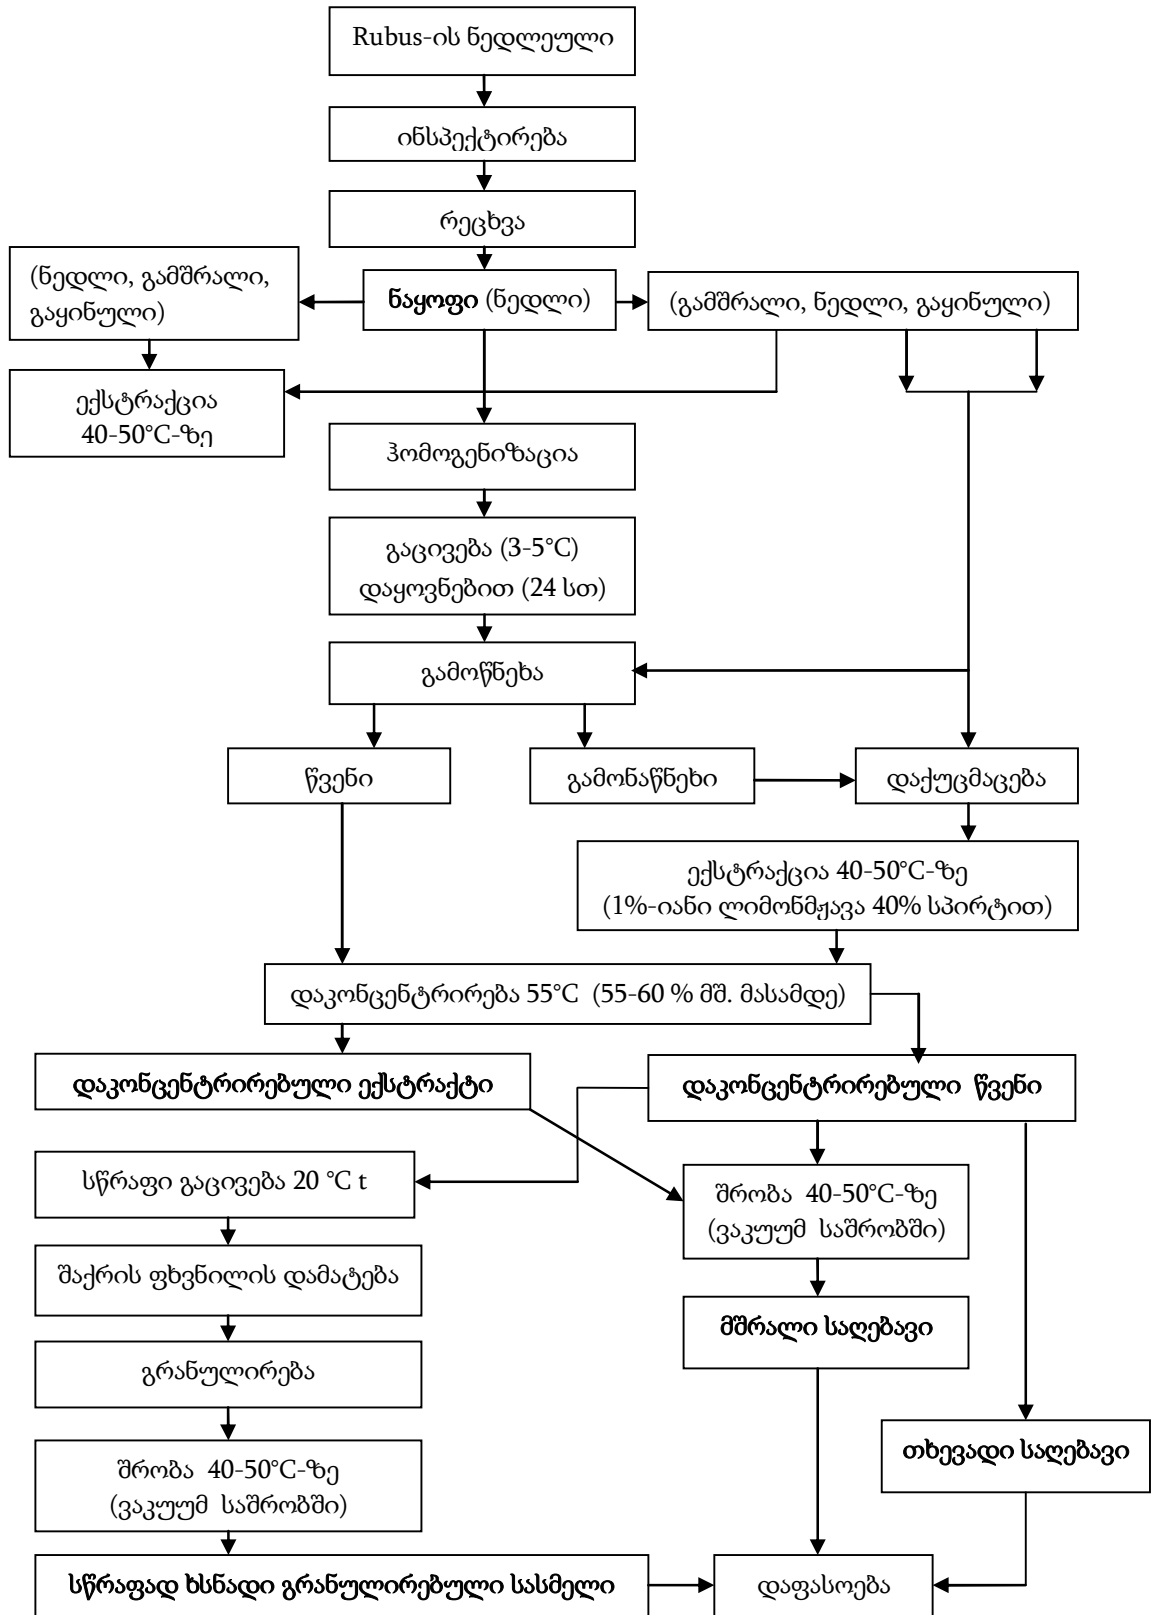 Rubus-ის ნედლეული
ინსპექტირება
რეცხვა
(ნედლი, გამშრალი,
გაყინული)
ნაყოფი (ნედლი)
(გამშრალი, ნედლი, გაყინული)
ექსტრაქცია
40-50°C-ზე
ჰომოგენიზაცია
გაცივება (3-5°C)
დაყოვნებით (24 სთ)
გამოწნეხა
წვენი
გამონაწნეხი
დაქუცმაცება
ექსტრაქცია 40-50°C-ზე
(1%-იანი ლიმონმჟავა 40% სპირტით)
დაკონცენტრირება 55°C (55-60 % მშ. მასამდე)
დაკონცენტრირებული ექსტრაქტი
დაკონცენტრირებული წვენი
სწრაფი გაცივება 20 °C t
შრობა 40-50°C-ზე
(ვაკუუმ საშრობში)
შაქრის ფხვნილის დამატება
მშრალი საღებავი
გრანულირება
თხევადი საღებავი
შრობა 40-50°C-ზე
(ვაკუუმ საშრობში)
სწრაფად ხსნადი გრანულირებული სასმელი
დაფასოება